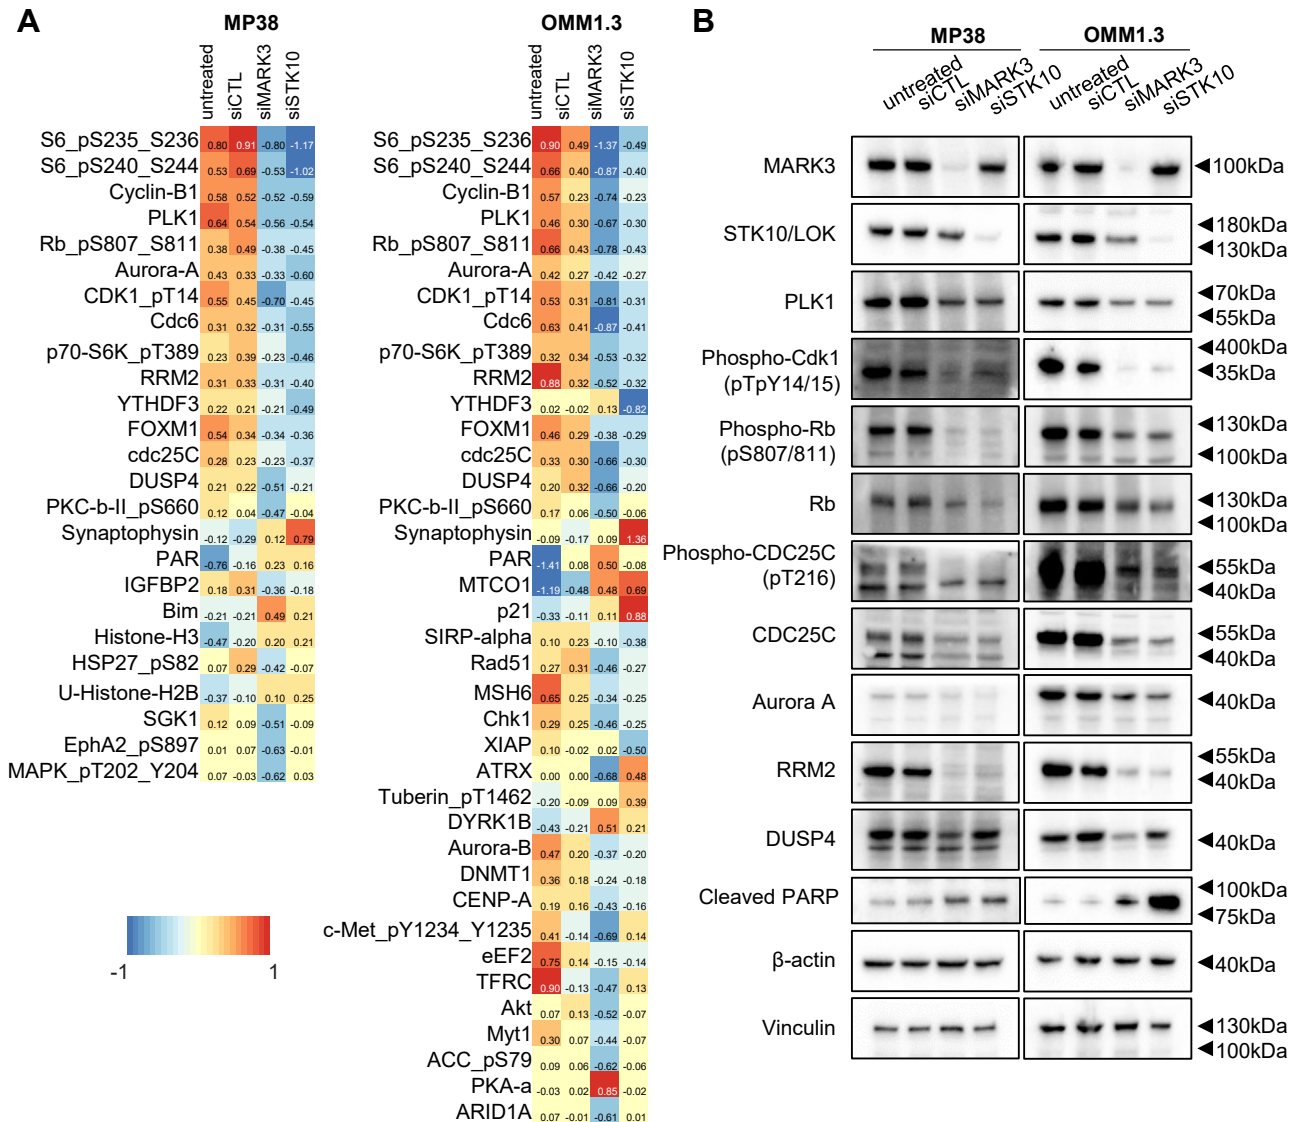 A
MP38
OMM1.3
untreated
siCTL
siMARK3
siSTK10
untreated
siCTL
siMARK3
siSTK10
S6_pS235_S236 0.80 0.91 -0.80 -1.17
S6_pS240_S244 0.53 0.69 -0.53 -1.02
Cyclin-B1 0.58 0.52 -0.52 -0.59
PLK1 0.64 0.54 -0.56 -0.54
Rb_pS807_S811 0.38 0.49 -0.38 -0.45
Aurora-A 0.43 0.33 -0.33 -0.60
CDK1_pT14 0.55 0.45 -0.70 -0.45
Cdc6 0.31 0.32 -0.31 -0.55
p70-S6K_pT389 0.23 0.39 -0.23 -0.46
RRM2 0.31 0.33 -0.31 -0.40
YTHDF3 0.22 0.21 -0.21 -0.49
FOXM1 0.54 0.34 -0.34 -0.36
cdc25C 0.28 0.23 -0.23 -0.37
DUSP4 0.21 0.22 -0.51 -0.21
PKC-b-II_pS660 0.12 0.04 -0.47 -0.04
Synaptophysin -0.12 -0.29 0.12 0.79
PAR -0.76 -0.16 0.23 0.16
IGFBP2 0.18 0.31 -0.36 -0.18
Bim -0.21 -0.21 0.49 0.21
Histone-H3 -0.47 -0.20 0.20 0.21
HSP27_pS82 0.07 0.29 -0.42 -0.07
U-Histone-H2B -0.37 -0.10 0.10 0.25
SGK1 0.12 0.09 -0.51 -0.09
EphA2_pS897 0.01 0.07 -0.63 -0.01
MAPK_pT202_Y204 0.07 -0.03 -0.62 0.03
-1
1
S6_pS235_S236 0.90 0.49 -1.37 -0.49
S6_pS240_S244 0.66 0.40 -0.87 -0.40
Cyclin-B1 0.57 0.23 -0.74 -0.23
PLK1 0.46 0.30 -0.67 -0.30
Rb_pS807_S811 0.66 0.43 -0.78 -0.43
Aurora-A 0.42 0.27 -0.42 -0.27
CDK1_pT14 0.53 0.31 -0.81 -0.31
Cdc6 0.63 0.41 -0.87 -0.41
p70-S6K_pT389 0.32 0.34 -0.53 -0.32
RRM2 0.88 0.32 -0.52 -0.32
YTHDF3 0.02 -0.02 0.13 -0.82
FOXM1 0.46 0.29 -0.38 -0.29
cdc25C 0.33 0.30 -0.66 -0.30
DUSP4 0.20 0.32 -0.66 -0.20
PKC-b-II_pS660 0.17 0.06 -0.50 -0.06
Synaptophysin -0.09 -0.17 0.09 1.36
PAR -1.41 0.08 0.50 -0.08
MTCO1 -1.19 -0.48 0.48 0.69
p21 -0.33 -0.11 0.11 0.88
SIRP-alpha 0.10 0.23 -0.10 -0.38
Rad51 0.27 0.31 -0.46 -0.27
MSH6 0.65 0.25 -0.34 -0.25
Chk1 0.29 0.25 -0.46 -0.25
XIAP 0.10 -0.02 0.02 -0.50
ATRX 0.00 0.00 -0.68 0.48
Tuberin_pT1462 -0.20 -0.09 0.09 0.39
DYRK1B -0.43 -0.21 0.51 0.21
Aurora-B 0.47 0.20 -0.37 -0.20
DNMT1 0.36 0.18 -0.24 -0.18
CENP-A 0.19 0.16 -0.43 -0.16
c-Met_pY1234_Y1235 0.41 -0.14 -0.69 0.14
eEF2 0.75 0.14 -0.15 -0.14
TFRC 0.90 -0.13 -0.47 0.13
Akt 0.07 0.13 -0.52 -0.07
Myt1 0.30 0.07 -0.44 -0.07
ACC_pS79 0.09 0.06 -0.62 -0.06
PKA-a -0.03 0.02 0.85 -0.02
ARID1A 0.07 -0.01 -0.61 0.01
B
MP38
OMM1.3
untreated
siCTL
siMARK3
siSTK10
untreated
siCTL
siMARK3
siSTK10
MARK3
100kDa
STK10/LOK
180kDa
130kDa
PLK1
70kDa
55kDa
Phospho-Cdk1
(pTpY14/15)
400kDa
35kDa
Phospho-Rb
(pS807/811)
130kDa
100kDa
Rb
130kDa
100kDa
Phospho-CDC25C
(pT216)
55kDa
40kDa
CDC25C
55kDa
40kDa
Aurora A
40kDa
RRM2
55kDa
40kDa
DUSP4
40kDa
Cleaved PARP
100kDa
75kDa
β-actin
40kDa
Vinculin
130kDa
100kDa